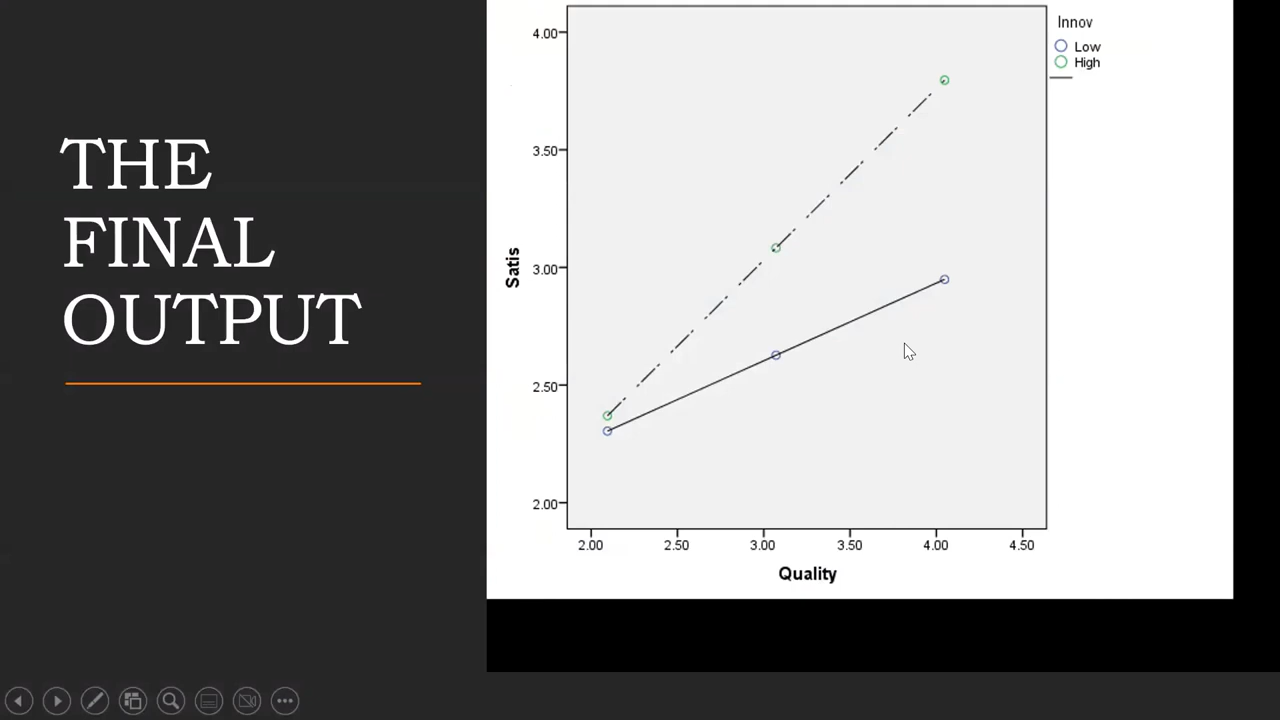 THE
FINAL
OUTPUT
4.00
3.50
3.00
2.50
2.00
Satis
2.00 2.50 3.00 3.50 4.00 4.50
Quality
Innov
Low
High